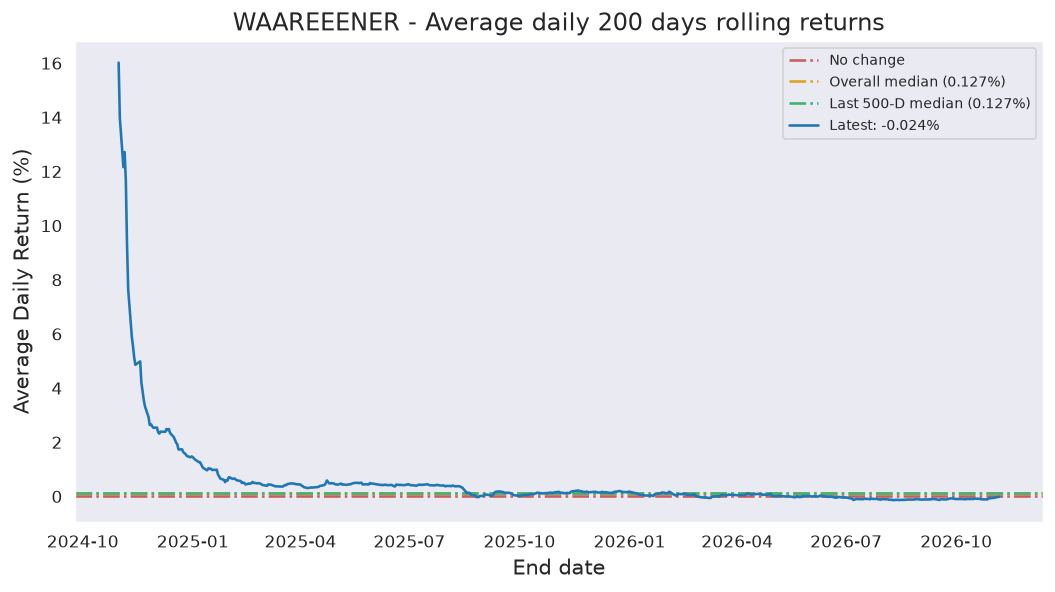 WAAREEENER - Average daily 200 days rolling returns
No change
Overall median (0.127%)
Last 500-D median (0.127%)
Latest: -0.024%
Average Daily Return (%)
16
14
12
10
8
6
4
2
0
2024-10 2025-01 2025-04 2025-07 2025-10 2026-01 2026-04 2026-07 2026-10
End date